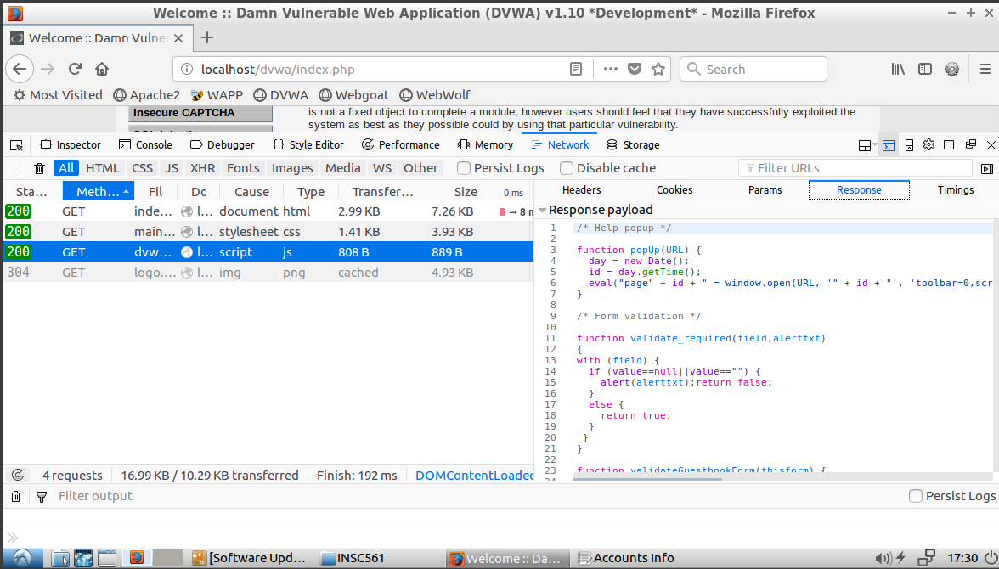 Welcome :: Damn Vulnerable Web Application (DVWA) v1.10 *Development* - Mozilla Firefox
Welcome :: Damn Vulne
localhost/dvwa/index.php
Search
Most Visited Apache2 WAPP DVWA Webgoat WebWolf
Insecure CAPTCHA
is not a fixed object to complete a module; however users should feel that they have successfully exploited the
system as best as they possible could by using that particular vulnerability.
Inspector Console Debugger {} Style Editor Performance Memory Network Storage
All HTML CSS JS XHR Fonts Images Media WS Other Persist Logs Disable cache Filter URLs
Sta... Meth... Fil Dc Cause Type Transfer... Size 0 ms
200 GET inde... l... document html 2.99 KB 7.26 KB → 8 m
200 GET main... l... stylesheet css 1.41 KB 3.93 KB
200 GET dvw... l... script js 808 B 889 B
304 GET logo.... l... img png cached 4.93 KB
Headers Cookies Params Response Timings
Response payload
1 /* Help popup */
2
3 function popUp(URL) {
4 day = new Date();
5 id = day.getTime();
6 eval("page" + id + " = window.open(URL, '" + id + "', 'toolbar=0,scr
7 }
8
9 /* Form validation */
10
11 function validate_required(field,alerttxt)
12 {
13 with (field) {
14 if (value==null||value=="") {
15 alert(alerttxt);return false;
16 }
17 else {
18 return true;
19 }
20 }
21 }
22
23 function validateGuestbookForm(thisform) {
24
4 requests 16.99 KB / 10.29 KB transferred Finish: 192 ms DOMContentLoaded
Filter output Persist Logs
[Software Upd... INSC561 Welcome :: Da... Accounts Info 17:30